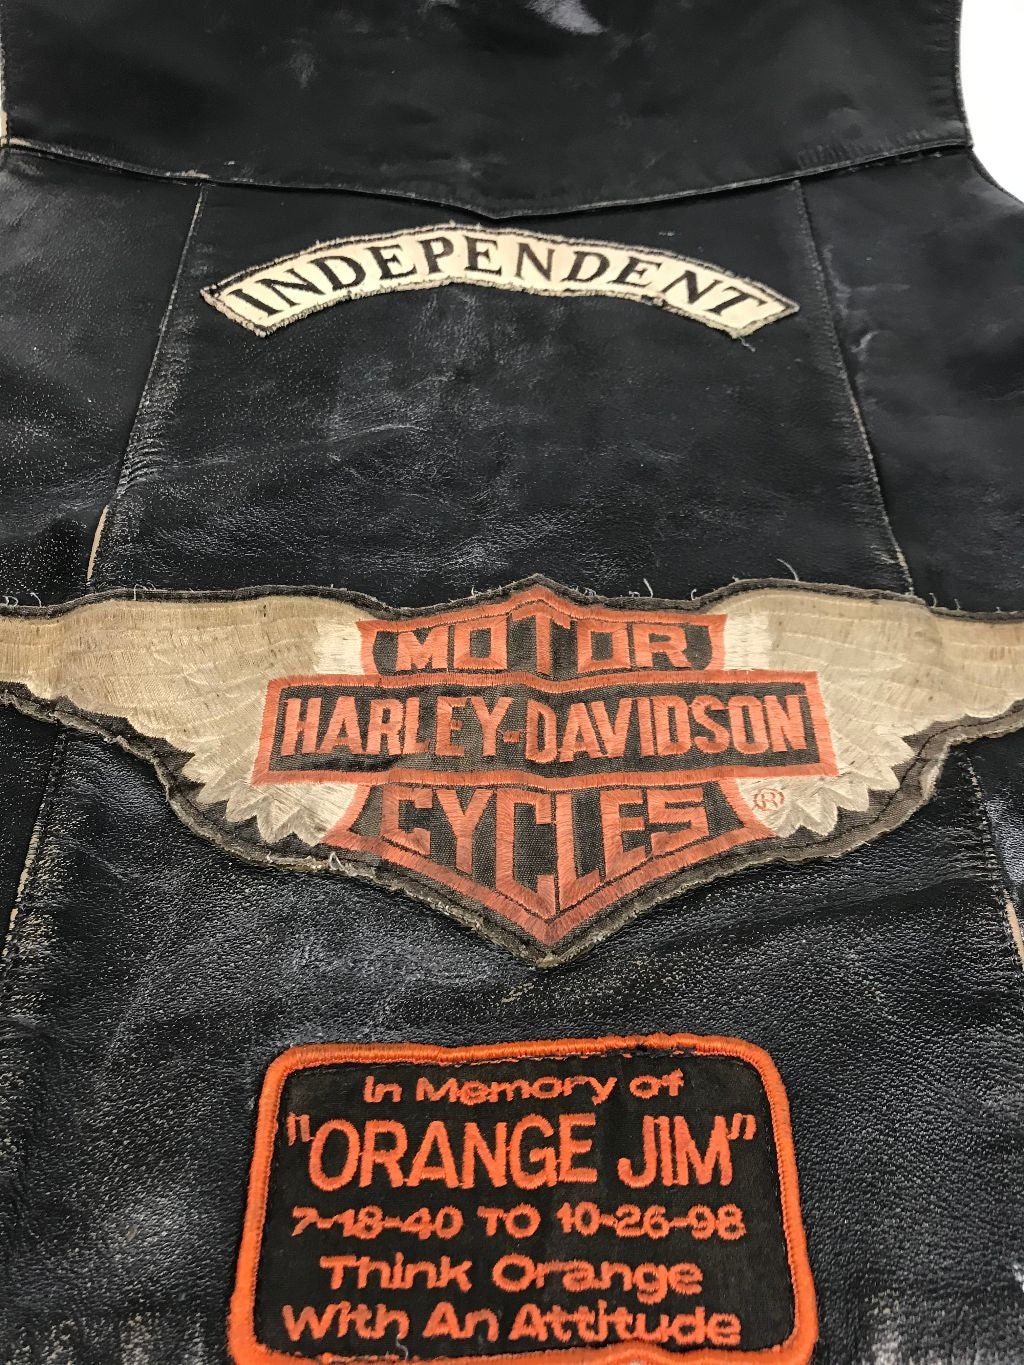 INDEPENDENT
MOTOR
HARLEY-DAVIDSON
CYCLES ®
In Memory of
"ORANGE JIM"
7-18-40 TO 10-26-98
Think Orange
With An Attitude